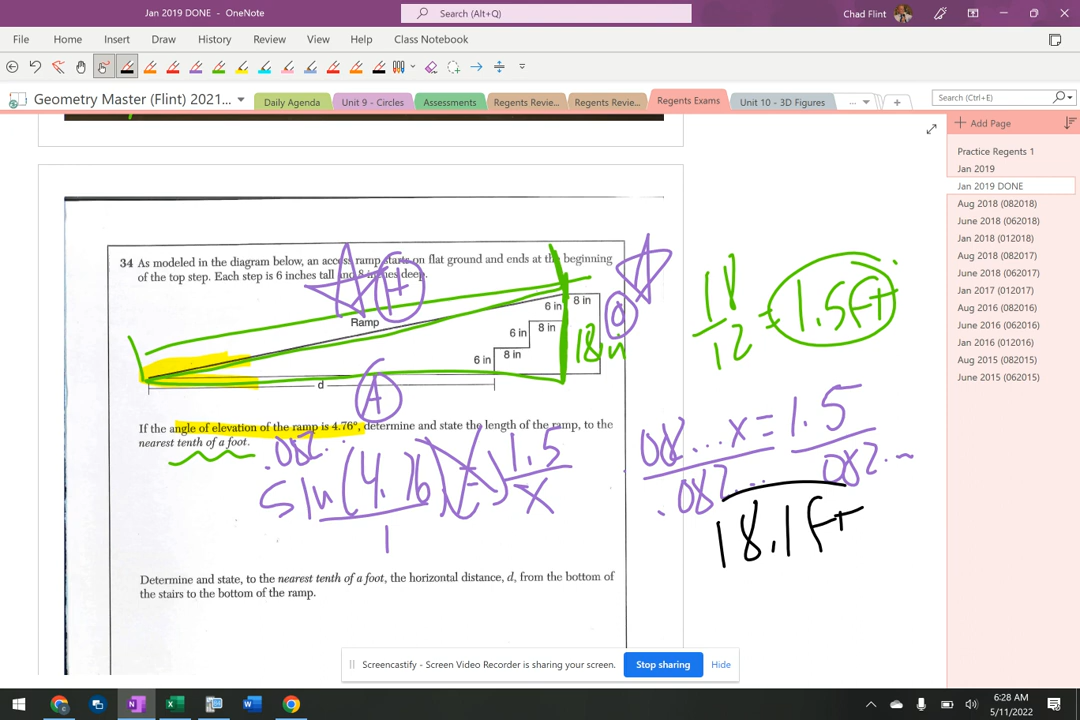 Jan 2019 DONE - OneNote
Search (Alt+Q)
Chad Flint
File Home Insert Draw History Review View Help Class Notebook
Geometry Master (Flint) 2021...
Daily Agenda
Unit 9 - Circles
Assessments
Regents Revie...
Regents Revie...
Regents Exams
Unit 10 - 3D Figures
...
Search (Ctrl+E)
Add Page
Practice Regents 1
Jan 2019
Jan 2019 DONE
Aug 2018 (082018)
June 2018 (062018)
Jan 2018 (012018)
Aug 2017 (082017)
June 2017 (062017)
Jan 2017 (012017)
Aug 2016 (082016)
June 2016 (062016)
Jan 2016 (012016)
Aug 2015 (082015)
June 2015 (062015)
34 As modeled in the diagram below, an access ramp starts on flat ground and ends at the beginning
of the top step. Each step is 6 inches tall and 8 inches deep.
H
Ramp
6 in
8 in
6 in
8 in
6 in
8 in
18in
O
d
A
18
12
= 1.5ft
If the angle of elevation of the ramp is 4.76°, determine and state the length of the ramp, to the
nearest tenth of a foot.
.082...
sin(4.76) = 1.5
1
x
.082...x = 1.5
.082...
.082...
18.1ft
Determine and state, to the nearest tenth of a foot, the horizontal distance, d, from the bottom of
the stairs to the bottom of the ramp.
Screencastify - Screen Video Recorder is sharing your screen.
Stop sharing
Hide
6:28 AM
5/11/2022